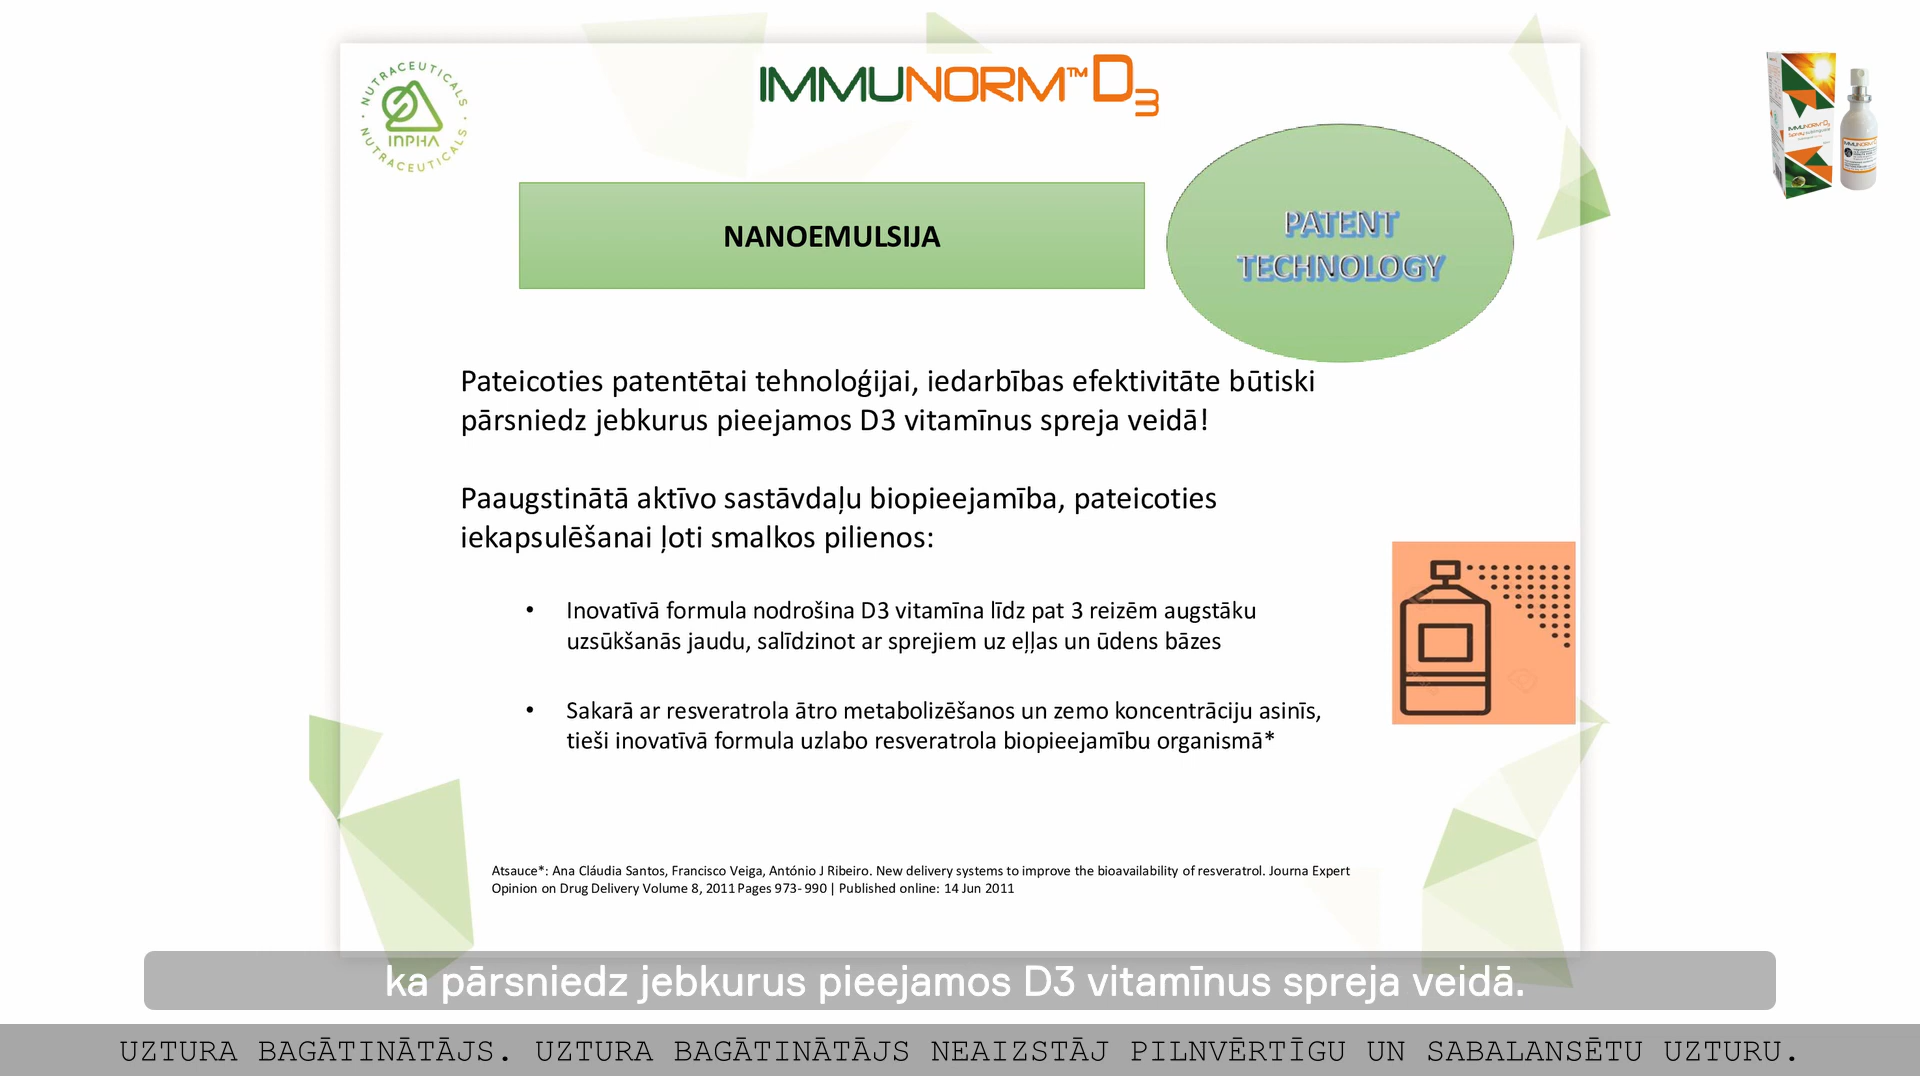 NUTRACEUTICALS
INPHA
NUTRACEUTICALS
IMMUNORM™D3
NANOEMULSIJA
PATENT
TECHNOLOGY
Pateicoties patentētai tehnoloģijai, iedarbības efektivitāte būtiski
pārsniedz jebkurus pieejamos D3 vitamīnus spreja veidā!
Paaugstinātā aktīvo sastāvdaļu biopieejamība, pateicoties
iekapsulēšanai ļoti smalkos pilienos:
• Inovatīvā formula nodrošina D3 vitamīna līdz pat 3 reizēm augstāku
uzsūkšanās jaudu, salīdzinot ar sprejiem uz eļļas un ūdens bāzes
• Sakarā ar resveratrola ātro metabolizēšanos un zemo koncentrāciju asinīs,
tieši inovatīvā formula uzlabo resveratrola biopieejamību organismā*
Atsauce*: Ana Cláudia Santos, Francisco Veiga, António J Ribeiro. New delivery systems to improve the bioavailability of resveratrol. Journa Expert
Opinion on Drug Delivery Volume 8, 2011 Pages 973- 990 | Published online: 14 Jun 2011
ka pārsniedz jebkurus pieejamos D3 vitamīnus spreja veidā.
UZTURA BAGĀTINĀTĀJS. UZTURA BAGĀTINĀTĀJS NEAIZSTĀJ PILNVĒRTĪGU UN SABALANSĒTU UZTURU.